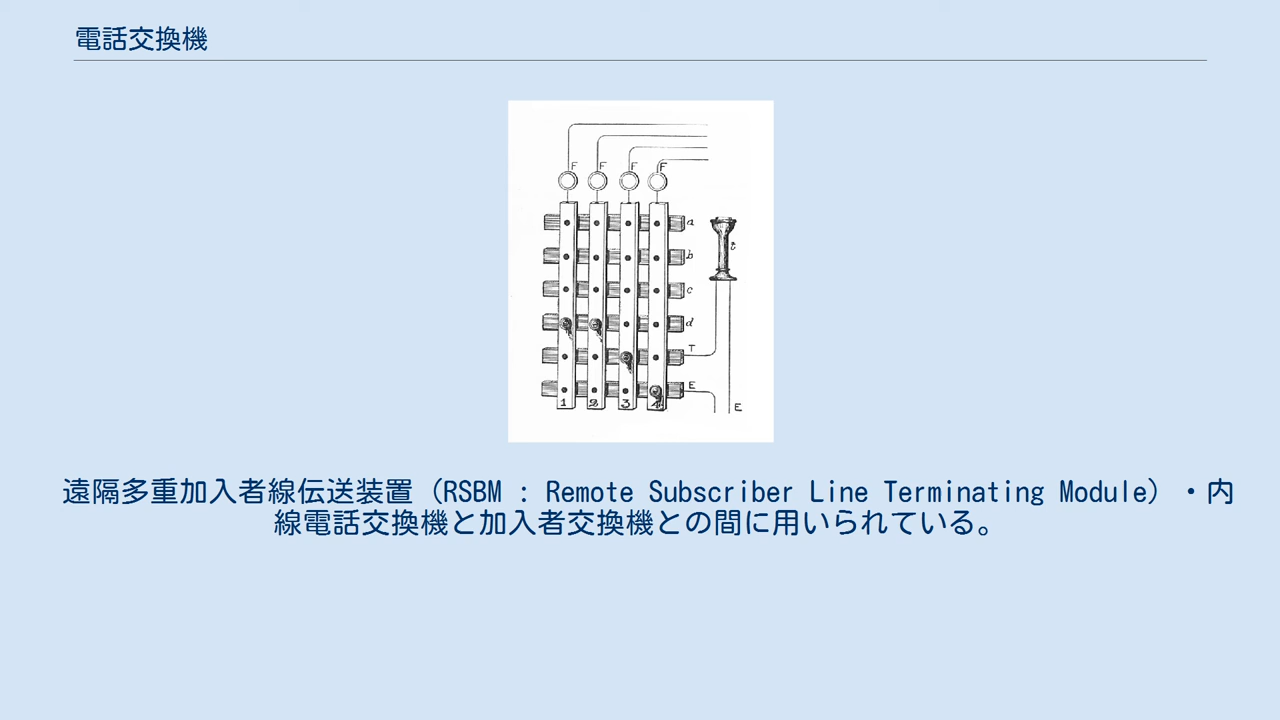 電話交換機
F F F F
a
b
c
d
T
E
1 2 3 4
E
遠隔多重加入者線伝送装置（RSBM : Remote Subscriber Line Terminating Module）・内
線電話交換機と加入者交換機との間に用いられている。